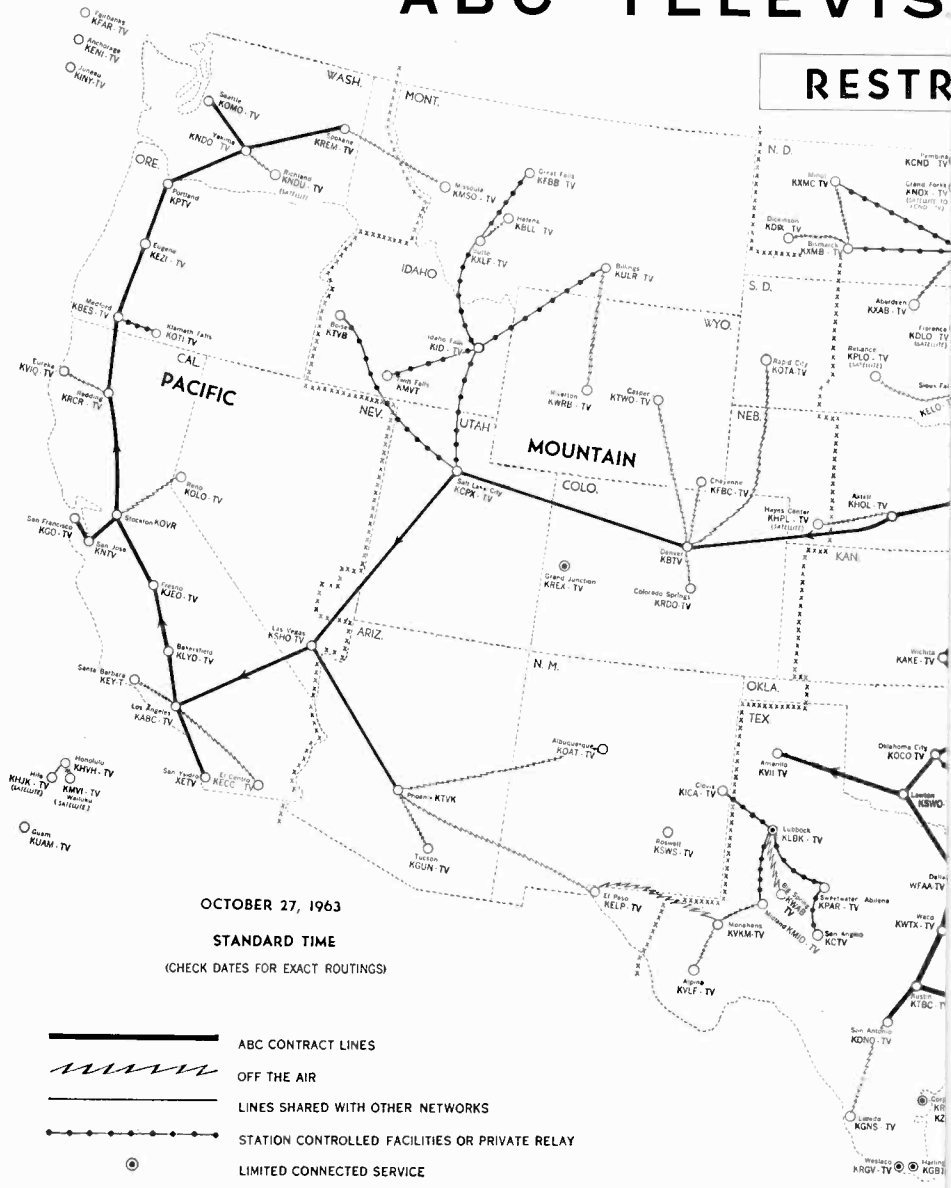 ABC TELEVIS
RESTR
Fairbanks
KFAR-TV
Anchorage
KENI-TV
Juneau
KINY-TV
WASH.
MONT.
Seattle
KOMO-TV
Yakima
KNDO-TV
Spokane
KREM-TV
Richland
KNDU-TV
(SATELLITE)
Missoula
KMSO-TV
ORE.
Portland
KPTV
Great Falls
KFBB-TV
Helena
KBLL-TV
Butte
KXLF-TV
N. D.
Pembina
KCND-TV
Minot
KXMC TV
Grand Forks
KNOX-TV
(SATELLITE TO
KCND-TV)
Dickinson
KDIX TV
Bismarck
KXMB-TV
Eugene
KEZI-TV
IDAHO
Billings
KULR TV
S. D.
Aberdeen
KXAB-TV
Medford
KBES-TV
Klamath Falls
KOTI TV
Boise
KTVB
Idaho Falls
KID-TV
WYO.
Florence
KDLO TV
(SATELLITE)
Reliance
KPLO-TV
(SATELLITE)
CAL.
PACIFIC
Eureka
KVIQ-TV
Redding
KRCR-TV
Twin Falls
KMVT
Riverton
KWRB-TV
Casper
KTWO-TV
Rapid City
KOTA-TV
Sioux Fal
KELO-T
NEV.
UTAH
NEB.
MOUNTAIN
Reno
KOLO-TV
Salt Lake City
KCPX-TV
COLO.
Cheyenne
KFBC-TV
Hayes Center
KHPL-TV
(SATELLITE)
Axtell
KHOL-TV
San Francisco
KGO-TV
San Jose
KNTV
Stockton KOVR
Denver
KBTV
KAN.
Grand Junction
KREX-TV
Colorado Springs
KRDO-TV
Fresno
KJEO-TV
Las Vegas
KSHO TV
ARIZ.
Bakersfield
KLYD-TV
N. M.
Wichita
KAKE-TV
Santa Barbara
KEY-T
OKLA.
Los Angeles
KABC-TV
TEX
Honolulu
KHVH-TV
Hilo
KHJK-TV
(SATELLITE)
KMVI-TV
Wailuku
(SATELLITE)
San Ysidro
XETV
El Centro
KECC TV
Albuquerque
KOAT-TV
Amarillo
KVII TV
Oklahoma City
KOCO TV
Lawton
KSWO-
Phoenix KTVK
Clovis
KICA-TV
Guam
KUAM-TV
Tucson
KGUN-TV
Roswell
KSWS-TV
Lubbock
KLBK-TV
Dalla
WFAA-TV
El Paso
KELP-TV
Big Spring
KWAB
TV
Sweetwater Abilene
KPAR-TV
Monahans
KVKM-TV
Midland KMID-TV
San Angelo
KCTV
Waco
KWTX-TV
OCTOBER 27, 1963
STANDARD TIME
(CHECK DATES FOR EXACT ROUTINGS)
Alpine
KVLF-TV
Austin
KTBC-TV
San Antonio
KONO-TV
ABC CONTRACT LINES
OFF THE AIR
LINES SHARED WITH OTHER NETWORKS
STATION CONTROLLED FACILITIES OR PRIVATE RELAY
LIMITED CONNECTED SERVICE
Laredo
KGNS-TV
Corp
KR
KZ
Weslaco
KRGV-TV
Harling
KGBT